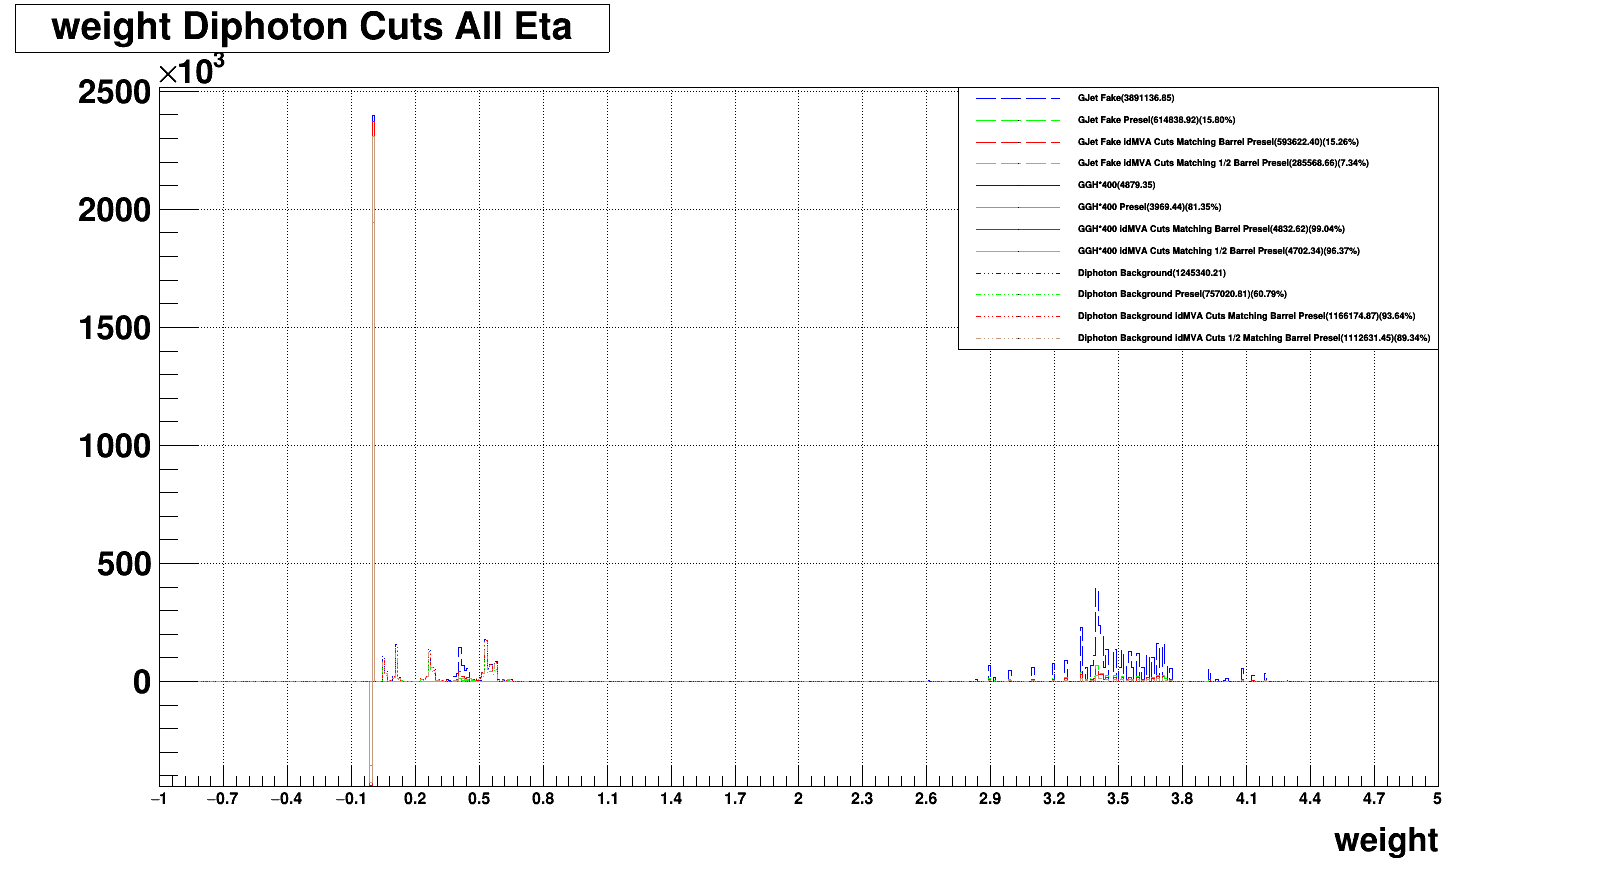 weight Diphoton Cuts All Eta
×10³
2500
2000
1500
1000
500
0
GJet Fake(3891136.85)
GJet Fake Presel(614838.92)(15.80%)
GJet Fake idMVA Cuts Matching Barrel Presel(593622.40)(15.26%)
GJet Fake idMVA Cuts Matching 1/2 Barrel Presel(285568.66)(7.34%)
GGH*400(4879.35)
GGH*400 Presel(3969.44)(81.35%)
GGH*400 idMVA Cuts Matching Barrel Presel(4832.62)(99.04%)
GGH*400 idMVA Cuts Matching 1/2 Barrel Presel(4702.34)(96.37%)
Diphoton Background(1245340.21)
Diphoton Background Presel(757020.81)(60.79%)
Diphoton Background idMVA Cuts Matching Barrel Presel(1166174.87)(93.64%)
Diphoton Background idMVA Cuts 1/2 Matching Barrel Presel(1112631.45)(89.34%)
−1 −0.7 −0.4 −0.1 0.2 0.5 0.8 1.1 1.4 1.7 2 2.3 2.6 2.9 3.2 3.5 3.8 4.1 4.4 4.7 5
weight